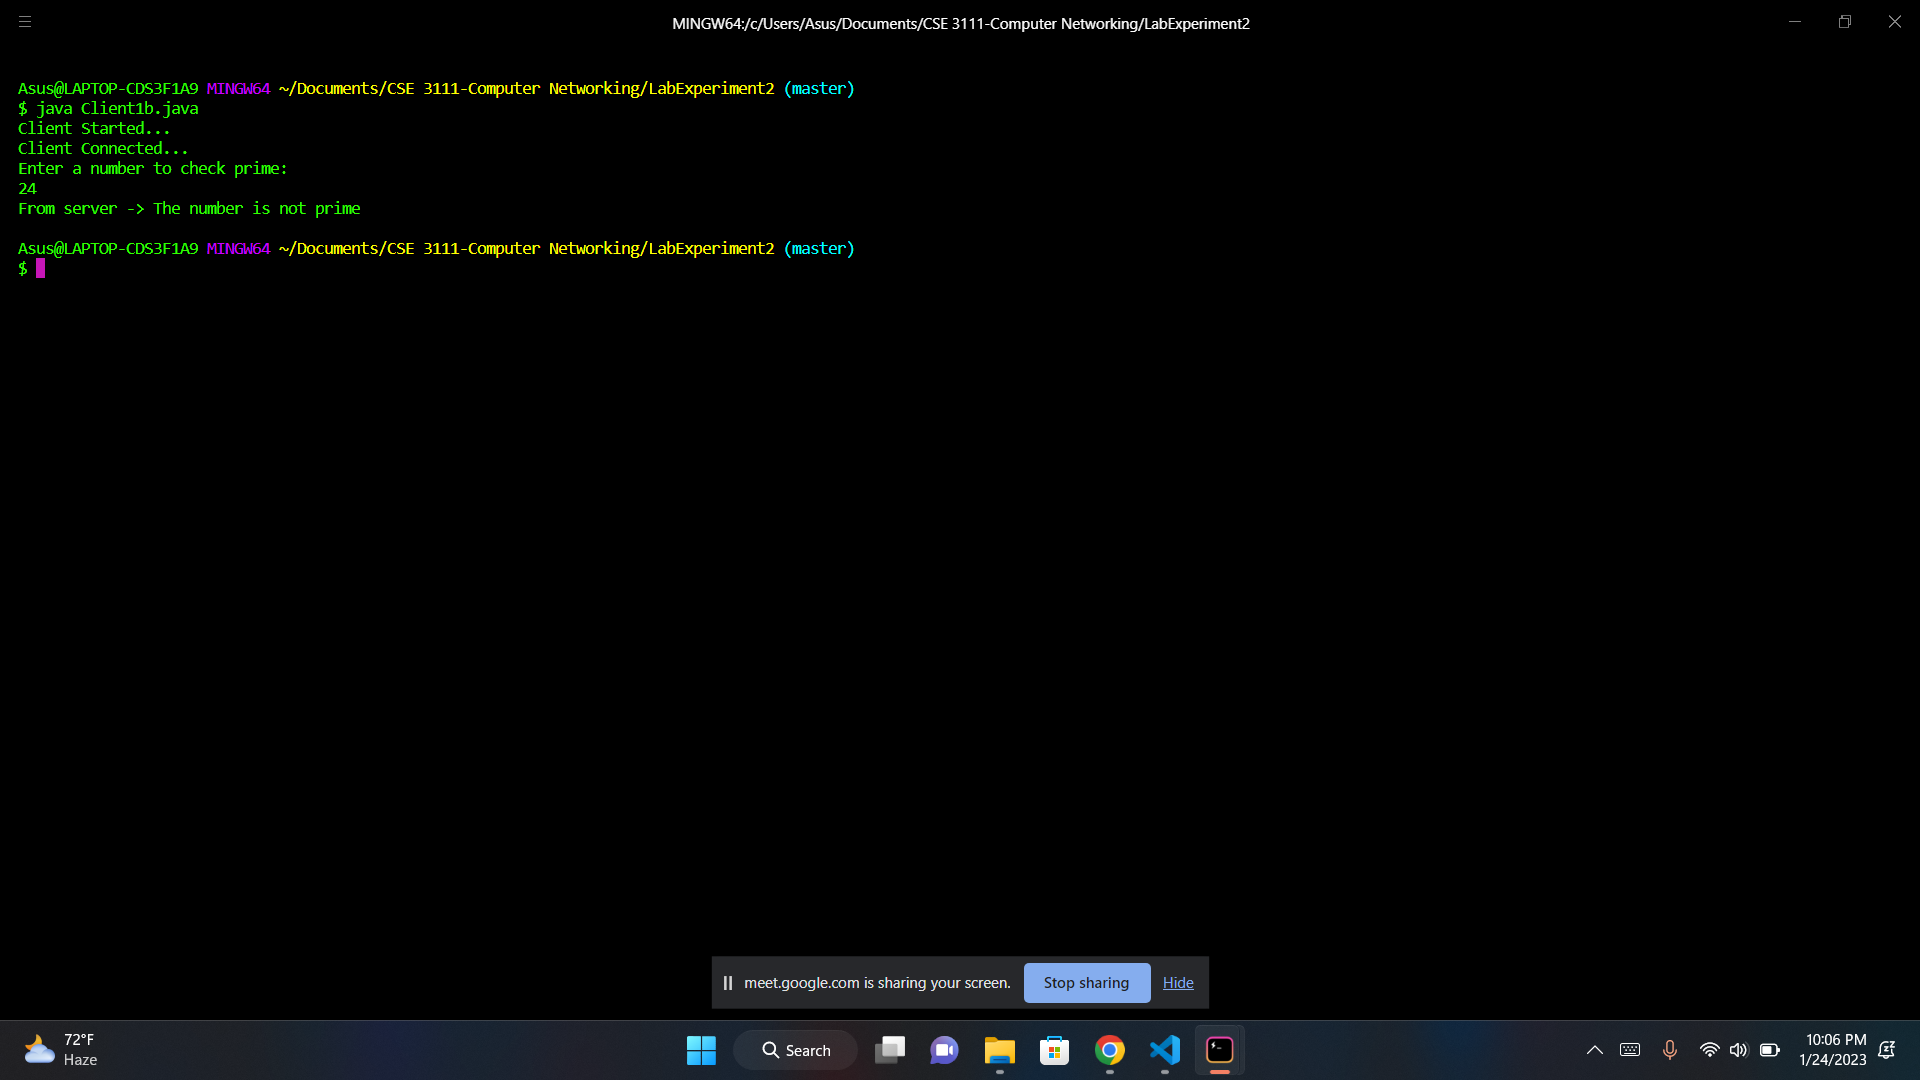 MINGW64:/c/Users/Asus/Documents/CSE 3111-Computer Networking/LabExperiment2
Asus@LAPTOP-CDS3F1A9 MINGW64 ~/Documents/CSE 3111-Computer Networking/LabExperiment2 (master)
$ java Client1b.java
Client Started...
Client Connected...
Enter a number to check prime:
24
From server -> The number is not prime
Asus@LAPTOP-CDS3F1A9 MINGW64 ~/Documents/CSE 3111-Computer Networking/LabExperiment2 (master)
$
meet.google.com is sharing your screen. Stop sharing Hide
72°F
Haze
Search
10:06 PM
1/24/2023